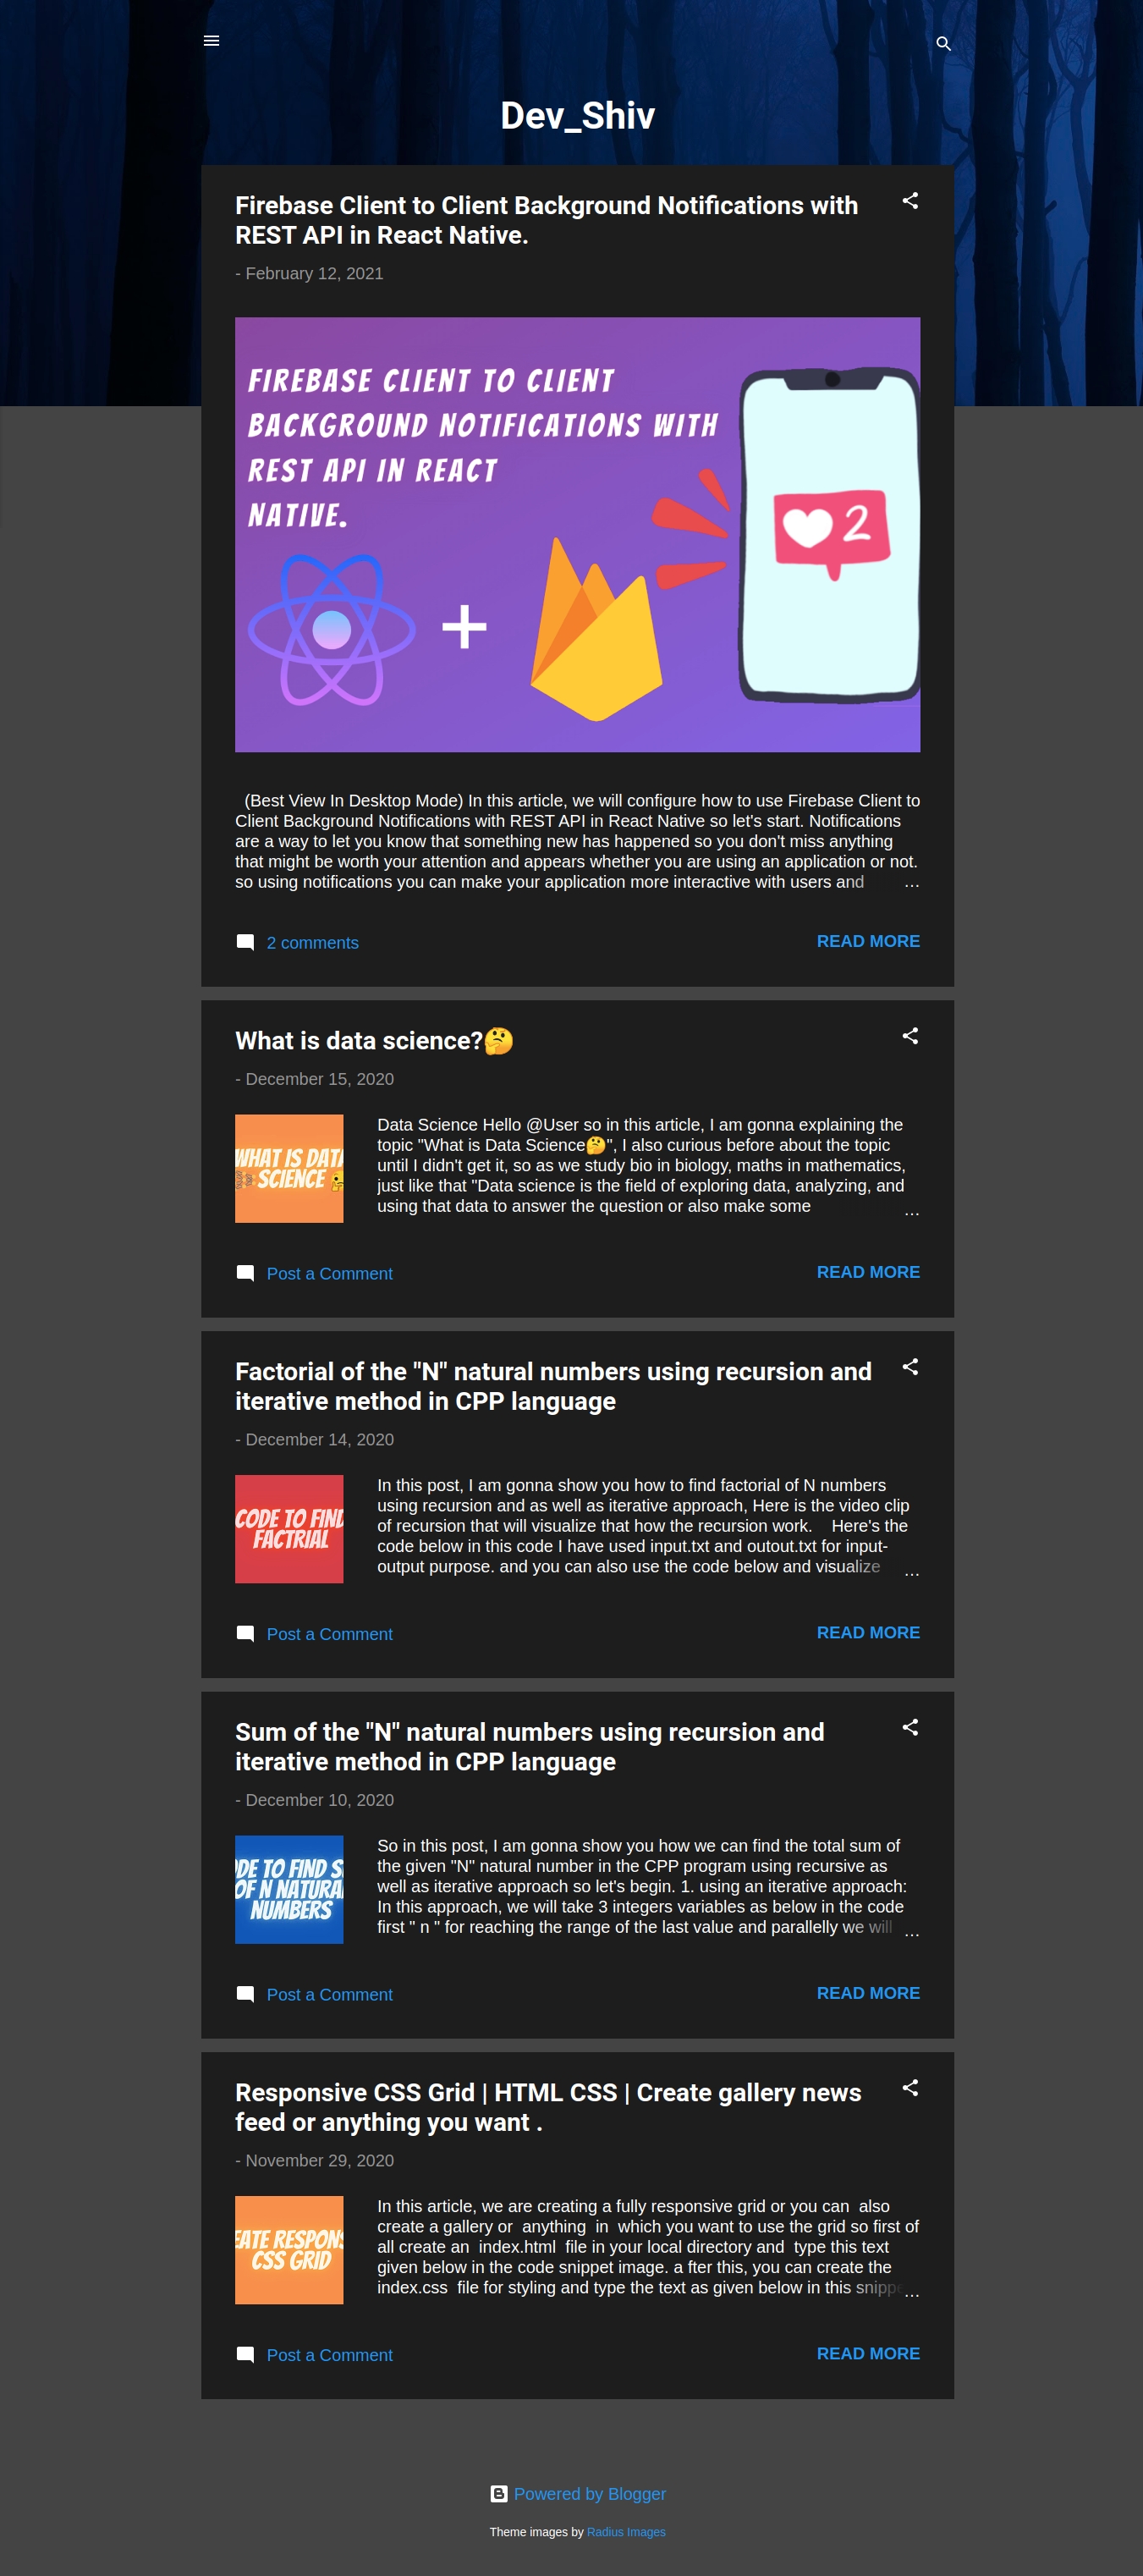 Dev_Shiv
Firebase Client to Client Background Notifications with
REST API in React Native.
- February 12, 2021
FIREBASE CLIENT TO CLIENT
BACKGROUND NOTIFICATIONS WITH
REST API IN REACT
NATIVE.
2
(Best View In Desktop Mode) In this article, we will configure how to use Firebase Client to
Client Background Notifications with REST API in React Native so let's start. Notifications
are a way to let you know that something new has happened so you don't miss anything
that might be worth your attention and appears whether you are using an application or not.
so using notifications you can make your application more interactive with users and …
2 comments
READ MORE
What is data science?🤔
- December 15, 2020
WHAT IS DATA
SCIENCE 🤔
Data Science Hello @User so in this article, I am gonna explaining the
topic "What is Data Science🤔", I also curious before about the topic
until I didn't get it, so as we study bio in biology, maths in mathematics,
just like that "Data science is the field of exploring data, analyzing, and
using that data to answer the question or also make some …
Post a Comment
READ MORE
Factorial of the "N" natural numbers using recursion and
iterative method in CPP language
- December 14, 2020
CODE TO FIND
FACTRIAL
In this post, I am gonna show you how to find factorial of N numbers
using recursion and as well as iterative approach, Here is the video clip
of recursion that will visualize that how the recursion work. Here's the
code below in this code I have used input.txt and outout.txt for input-
output purpose. and you can also use the code below and visualize …
Post a Comment
READ MORE
Sum of the "N" natural numbers using recursion and
iterative method in CPP language
- December 10, 2020
ODE TO FIND S
OF N NATURA
NUMBERS
So in this post, I am gonna show you how we can find the total sum of
the given "N" natural number in the CPP program using recursive as
well as iterative approach so let's begin. 1. using an iterative approach:
In this approach, we will take 3 integers variables as below in the code
first " n " for reaching the range of the last value and parallelly we will …
Post a Comment
READ MORE
Responsive CSS Grid | HTML CSS | Create gallery news
feed or anything you want .
- November 29, 2020
EATE RESPONS
CSS GRID
In this article, we are creating a fully responsive grid or you can also
create a gallery or anything in which you want to use the grid so first of
all create an index.html file in your local directory and type this text
given below in the code snippet image. a fter this, you can create the
index.css file for styling and type the text as given below in this snippe…
Post a Comment
READ MORE
Powered by Blogger
Theme images by Radius Images